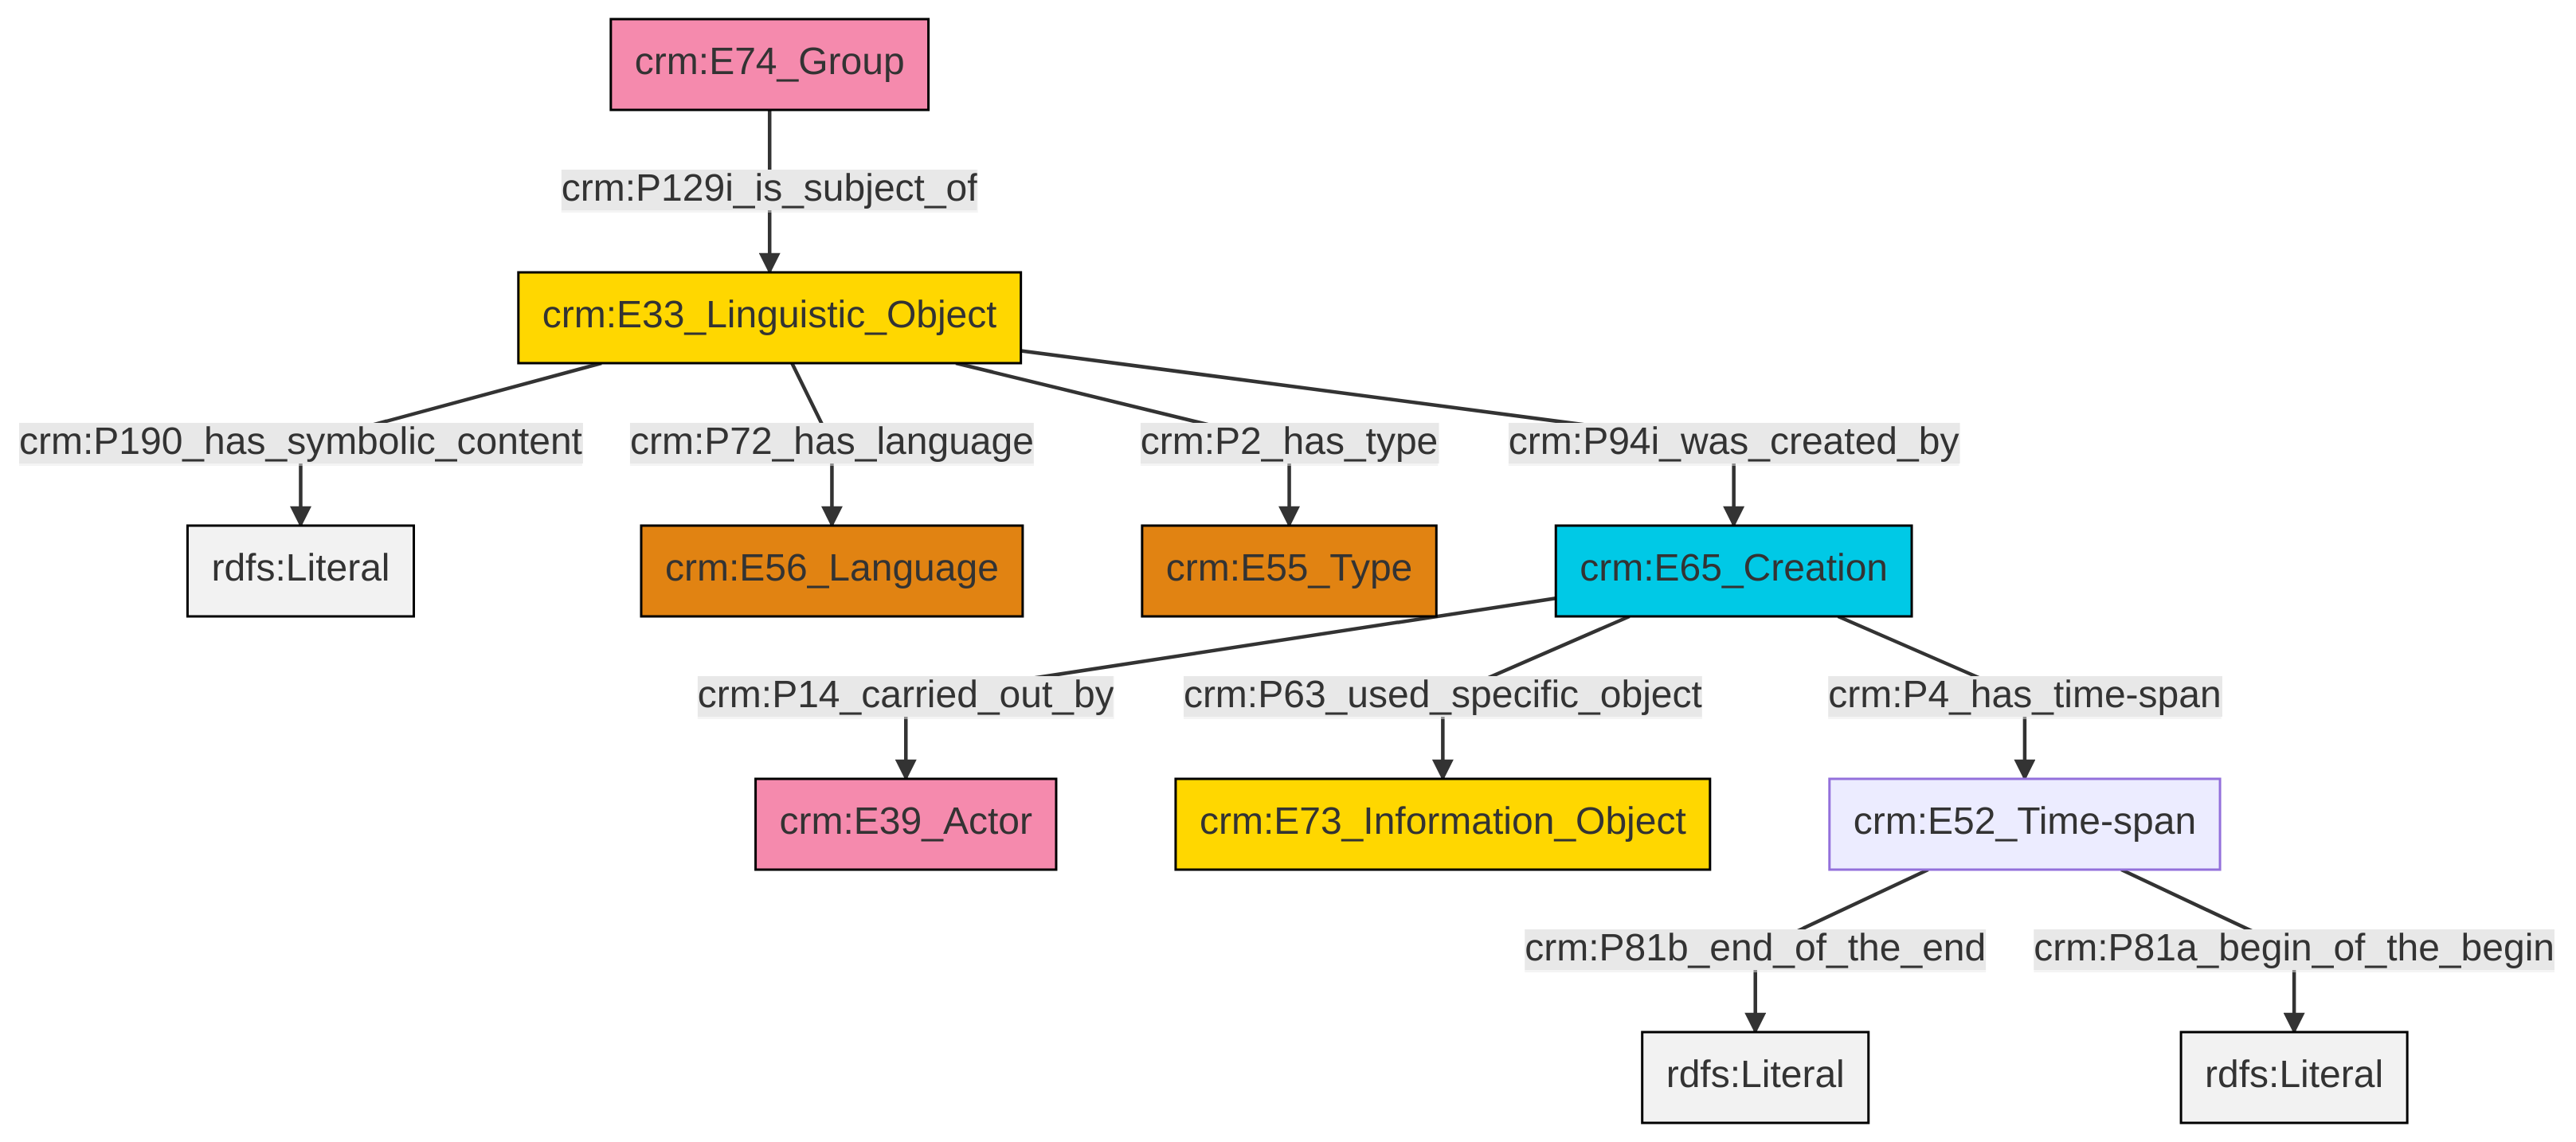 crm:E74_Group
crm:P129i_is_subject_of
crm:E33_Linguistic_Object
crm:P190_has_symbolic_content
crm:P72_has_language
crm:P2_has_type
crm:P94i_was_created_by
rdfs:Literal
crm:E56_Language
crm:E55_Type
crm:E65_Creation
crm:P14_carried_out_by
crm:P63_used_specific_object
crm:P4_has_time-span
crm:E39_Actor
crm:E73_Information_Object
crm:E52_Time-span
crm:P81b_end_of_the_end
crm:P81a_begin_of_the_begin
rdfs:Literal
rdfs:Literal